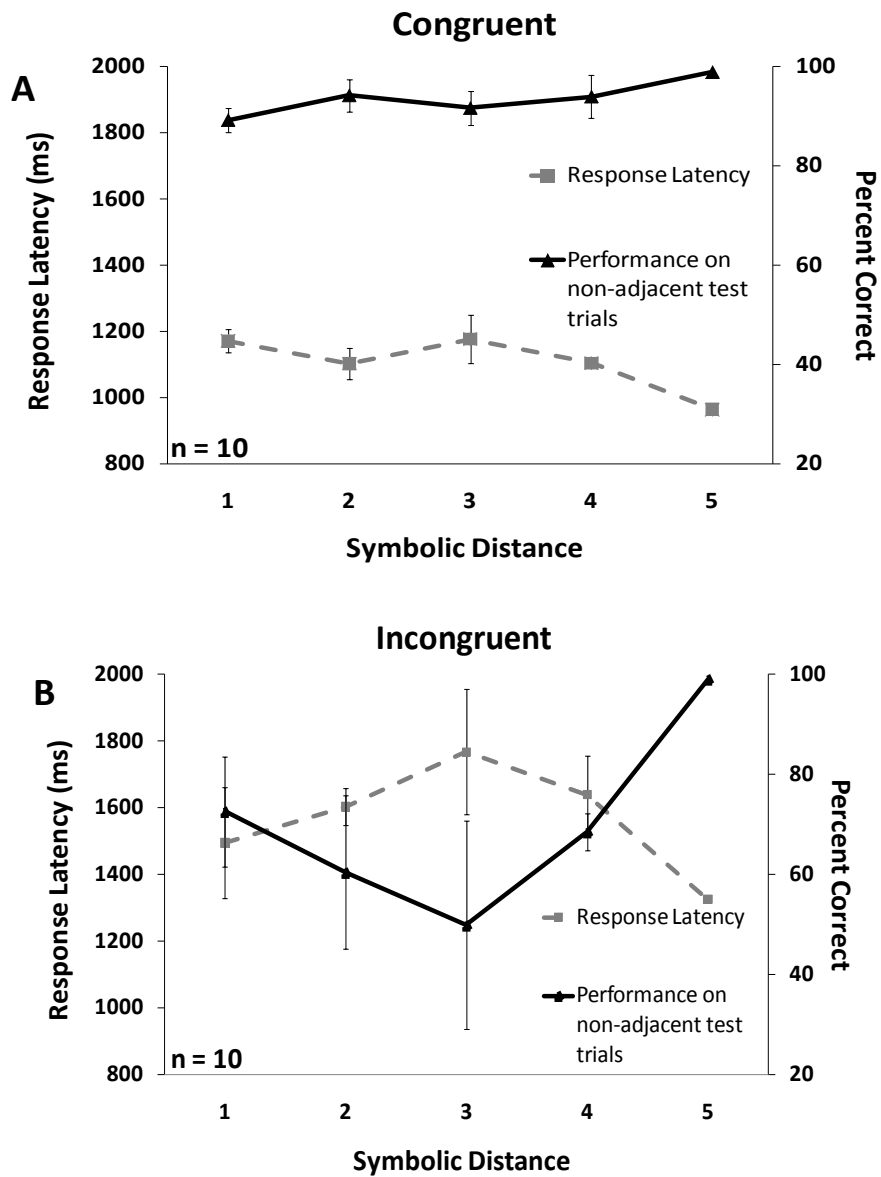 Congruent
A
2000
1800
1600
1400
1200
1000
800
Response Latency (ms)
100
80
60
40
20
Percent Correct
Response Latency
Performance on
non-adjacent test
trials
n = 10
1 2 3 4 5
Symbolic Distance
Incongruent
B
2000
1800
1600
1400
1200
1000
800
Response Latency (ms)
100
80
60
40
20
Percent Correct
Response Latency
Performance on
non-adjacent test
trials
n = 10
1 2 3 4 5
Symbolic Distance